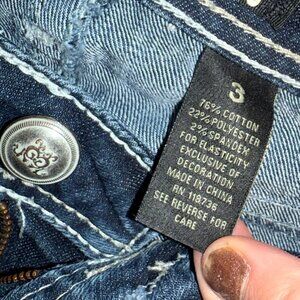 3
76% COTTON
22% POLYESTER
2% SPANDEX
FOR ELASTICITY
EXCLUSIVE OF
DECORATION
MADE IN CHINA
RN 118736
SEE REVERSE FOR
CARE